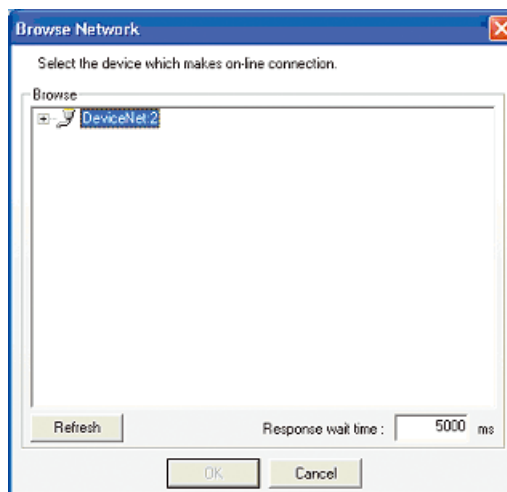 Browse Network
Select the device which makes on-line connection.
Browse
DeviceNet:2
Refresh
Response wait time : 5000 ms
OK
Cancel